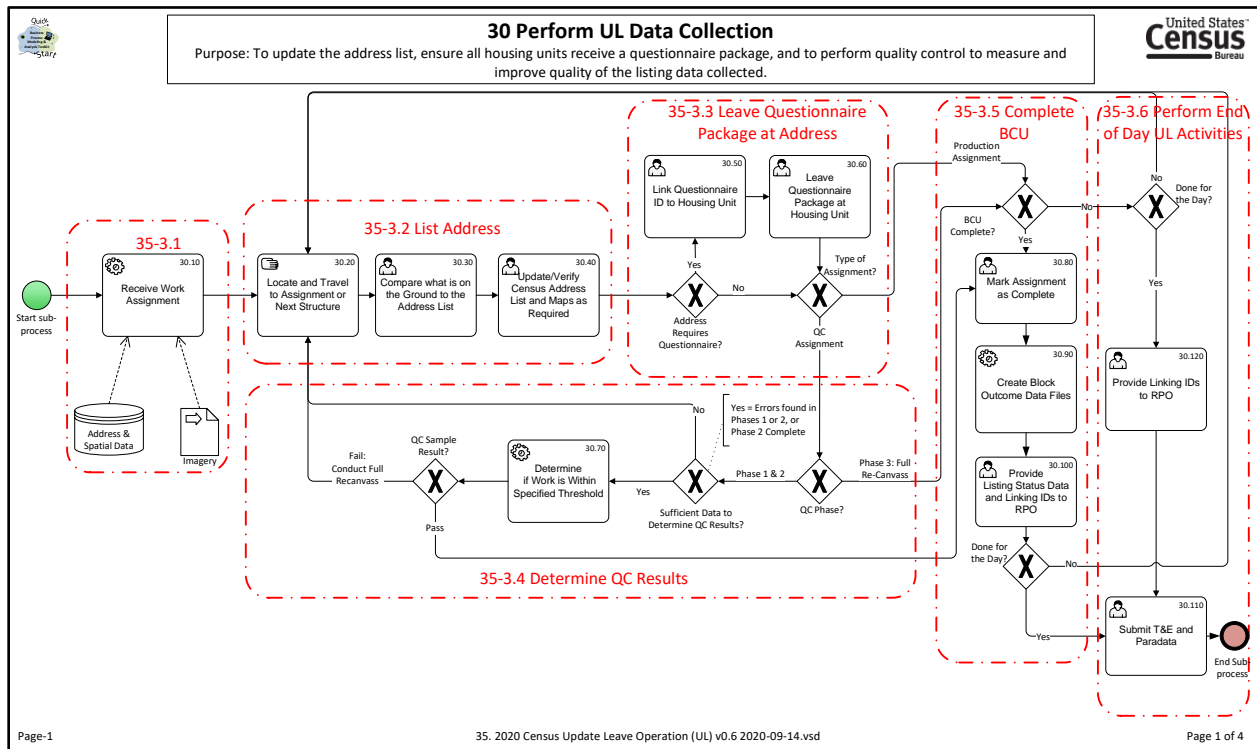 Quick
Business
Process
Modeling &
Analysis Toolkit
Start
30 Perform UL Data Collection
Purpose: To update the address list, ensure all housing units receive a questionnaire package, and to perform quality control to measure and
improve quality of the listing data collected.
United States™
Census
Bureau
35-3.3 Leave Questionnaire
Package at Address
35-3.5 Complete
BCU
35-3.6 Perform End
of Day UL Activities
Production
Assignment
30.50
Link Questionnaire
ID to Housing Unit
30.60
Leave
Questionnaire
Package at
Housing Unit
No
Done for
the Day?
BCU
Complete?
No
Yes
35-3.1
35-3.2 List Address
30.10
Receive Work
Assignment
30.20
Locate and Travel
to Assignment or
Next Structure
30.30
Compare what is on
the Ground to the
Address List
30.40
Update/Verify
Census Address
List and Maps as
Required
Yes
No
Type of
Assignment?
Address
Requires
Questionnaire?
QC
Assignment
30.80
Mark Assignment
as Complete
Yes
Start sub-
process
30.90
Create Block
Outcome Data
Files
30.120
Provide Linking IDs
to RPO
Address &
Spatial Data
Imagery
No
Yes = Errors found in
Phases 1 or 2, or
Phase 2 Complete
Fail:
Conduct Full
Recanvass
QC Sample
Result?
30.70
Determine
if Work is Within
Specified Threshold
Yes
Phase 1 & 2
Phase 3: Full
Re-Canvass
Sufficient Data to
Determine QC Results?
QC Phase?
Pass
30.100
Provide
Listing Status Data
and Linking IDs to
RPO
Done for
the Day?
No
35-3.4 Determine QC Results
Yes
30.110
Submit T&E and
Paradata
End Sub-
process
Page-1
35. 2020 Census Update Leave Operation (UL) v0.6 2020-09-14.vsd
Page 1 of 4